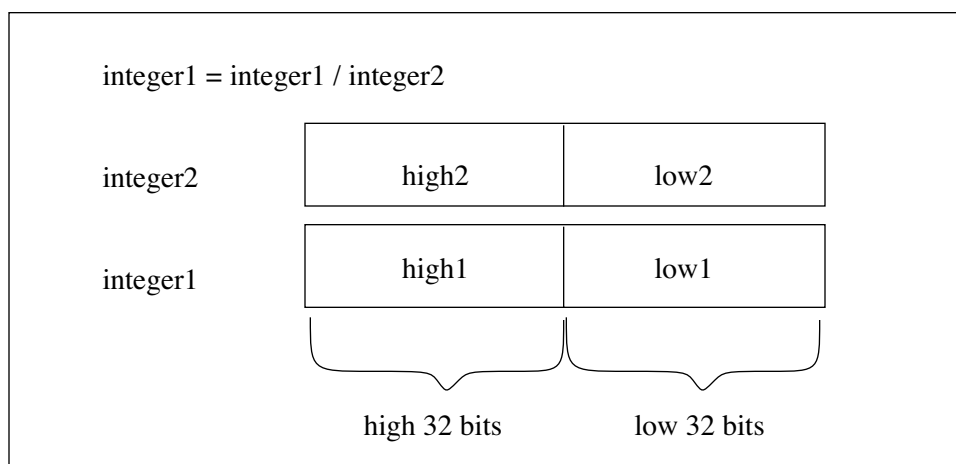 integer1 = integer1 / integer2
integer2 high2 low2
integer1 high1 low1
high 32 bits low 32 bits